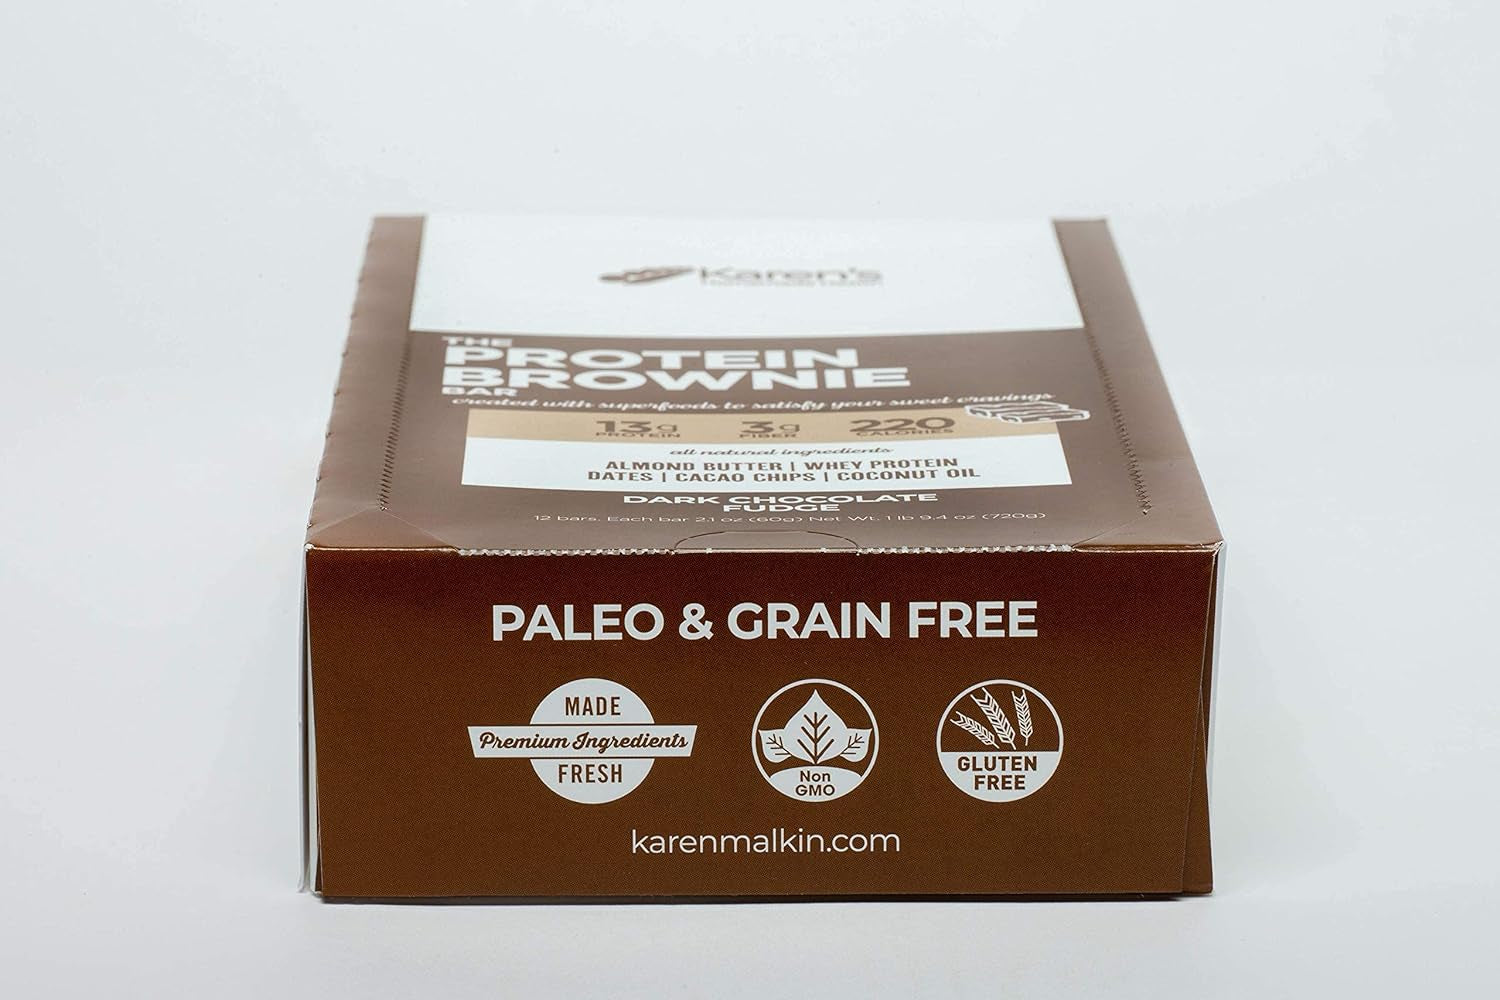 Karen's
THE
PROTEIN
BROWNIE
BAR
created with superfoods to satisfy your sweet cravings
13g 3g 220
PROTEIN FIBER CALORIES
all natural ingredients
ALMOND BUTTER | WHEY PROTEIN
DATES | CACAO CHIPS | COCONUT OIL
DARK CHOCOLATE
FUDGE
12 bars. Each bar 2.1 oz (60g) Net Wt. 1 lb 9.4 oz (720g)
PALEO & GRAIN FREE
MADE
Premium Ingredients
FRESH
Non
GMO
GLUTEN
FREE
karenmalkin.com